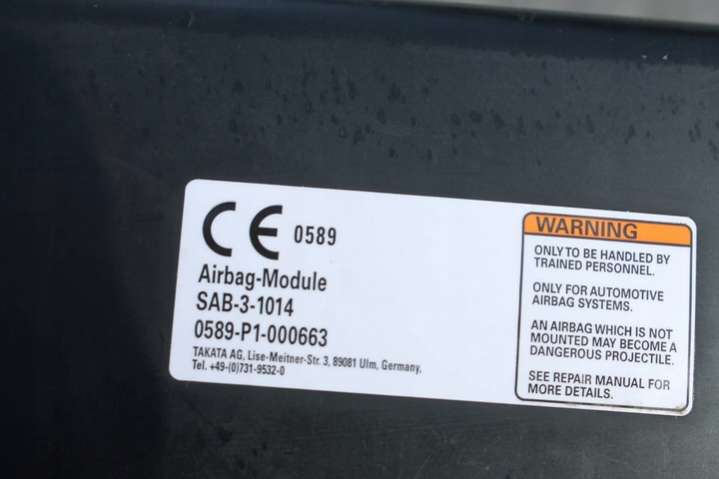 CE 0589
Airbag-Module
SAB-3-1014
0589-P1-000663
TAKATA AG, Lise-Meitner-Str. 3, 89081 Ulm, Germany,
Tel. +49-(0)731-9532-0
WARNING
ONLY TO BE HANDLED BY
TRAINED PERSONNEL.
ONLY FOR AUTOMOTIVE
AIRBAG SYSTEMS.
AN AIRBAG WHICH IS NOT
MOUNTED MAY BECOME A
DANGEROUS PROJECTILE.
SEE REPAIR MANUAL FOR
MORE DETAILS.